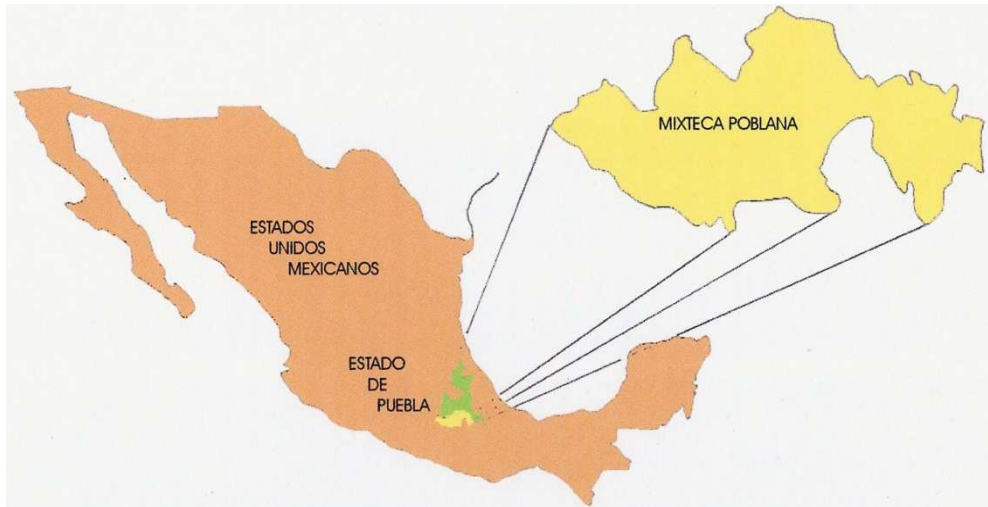 MIXTECA POBLANA
ESTADOS
UNIDOS
MEXICANOS
ESTADO
DE
PUEBLA